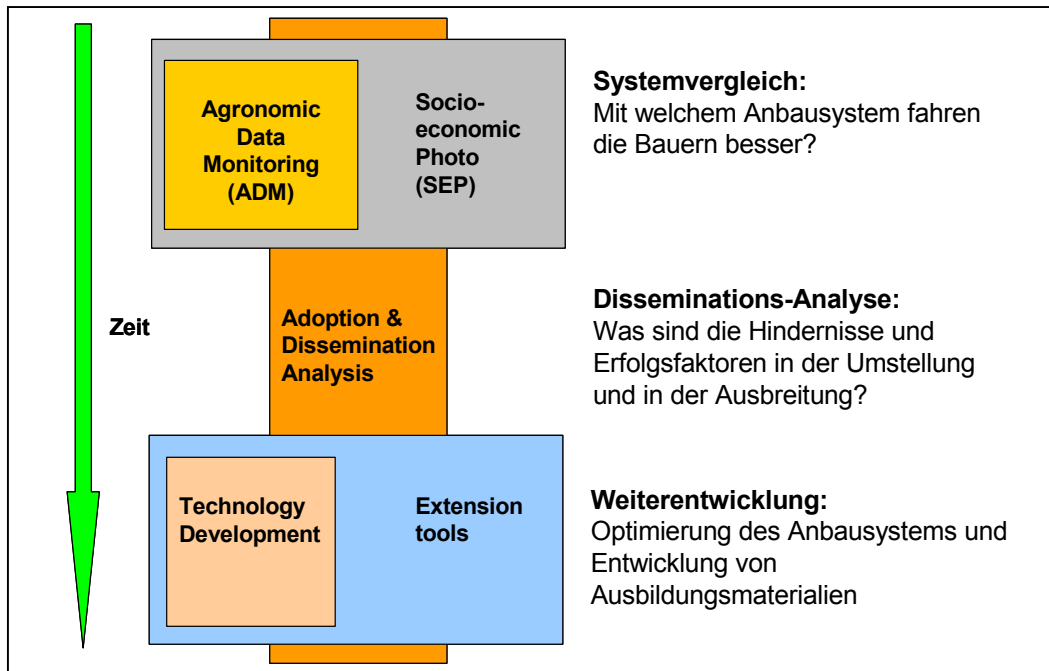 Agronomic
Data
Monitoring
(ADM)
Socio-
economic
Photo
(SEP)
Systemvergleich:
Mit welchem Anbausystem fahren
die Bauern besser?
Zeit
Adoption &
Dissemination
Analysis
Disseminations-Analyse:
Was sind die Hindernisse und
Erfolgsfaktoren in der Umstellung
und in der Ausbreitung?
Technology
Development
Extension
tools
Weiterentwicklung:
Optimierung des Anbausystems und
Entwicklung von
Ausbildungsmaterialien